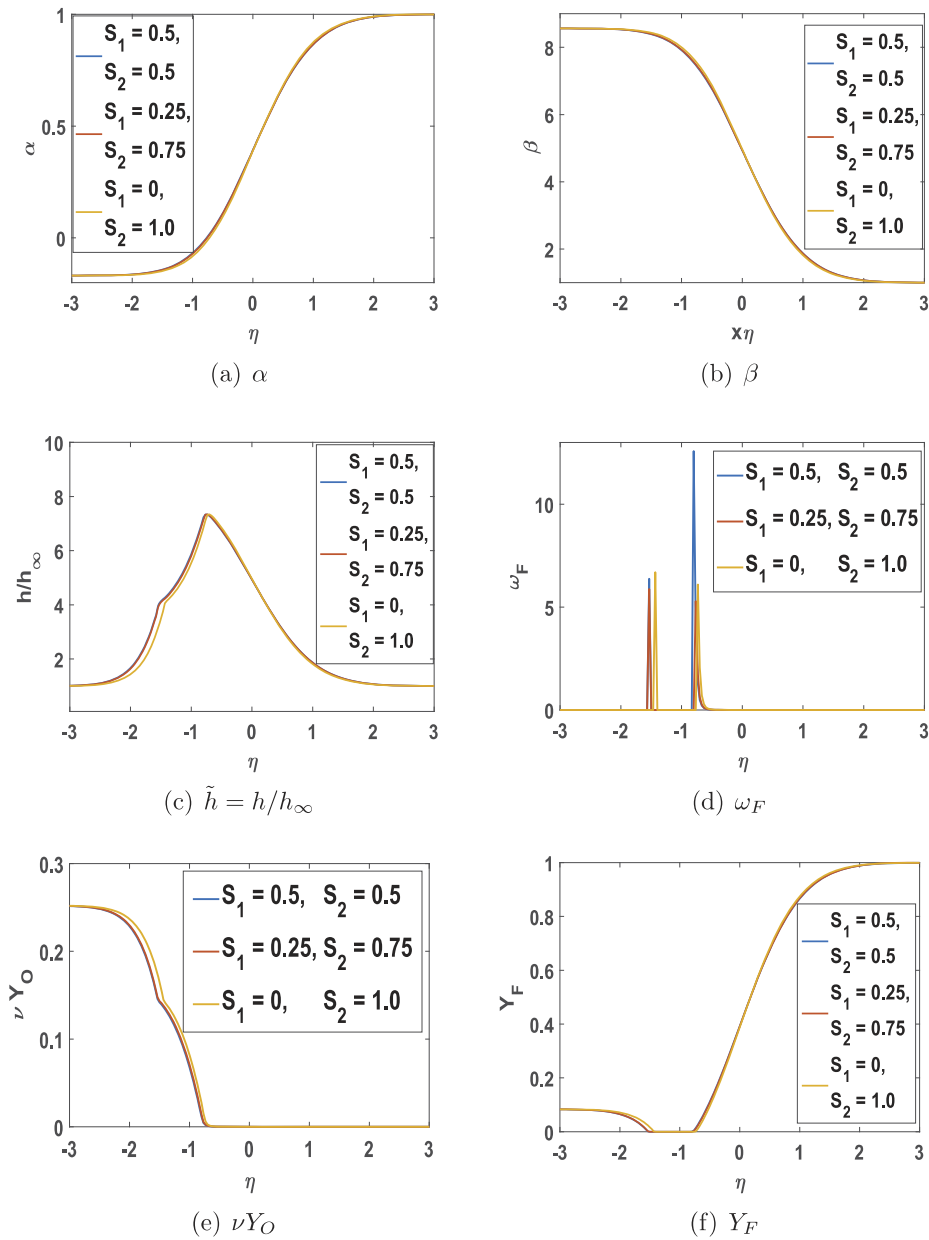 1
0.5
0
α
S1 = 0.5,
S2 = 0.5
S1 = 0.25,
S2 = 0.75
S1 = 0,
S2 = 1.0
-3 -2 -1 0 1 2 3
η
(a) α
8
6
4
2
β
S1 = 0.5,
S2 = 0.5
S1 = 0.25,
S2 = 0.75
S1 = 0,
S2 = 1.0
-3 -2 -1 0 1 2 3
xη
(b) β
10
8
6
4
2
h/h∞
S1 = 0.5,
S2 = 0.5
S1 = 0.25,
S2 = 0.75
S1 = 0,
S2 = 1.0
-3 -2 -1 0 1 2 3
η
(c) h̃ = h/h∞
10
5
0
ωF
S1 = 0.5, S2 = 0.5
S1 = 0.25, S2 = 0.75
S1 = 0, S2 = 1.0
-3 -2 -1 0 1 2 3
η
(d) ωF
0.3
0.2
0.1
0
ν YO
S1 = 0.5, S2 = 0.5
S1 = 0.25, S2 = 0.75
S1 = 0, S2 = 1.0
-3 -2 -1 0 1 2 3
η
(e) νYO
1
0.8
0.6
0.4
0.2
0
YF
S1 = 0.5,
S2 = 0.5
S1 = 0.25,
S2 = 0.75
S1 = 0,
S2 = 1.0
-3 -2 -1 0 1 2 3
η
(f) YF